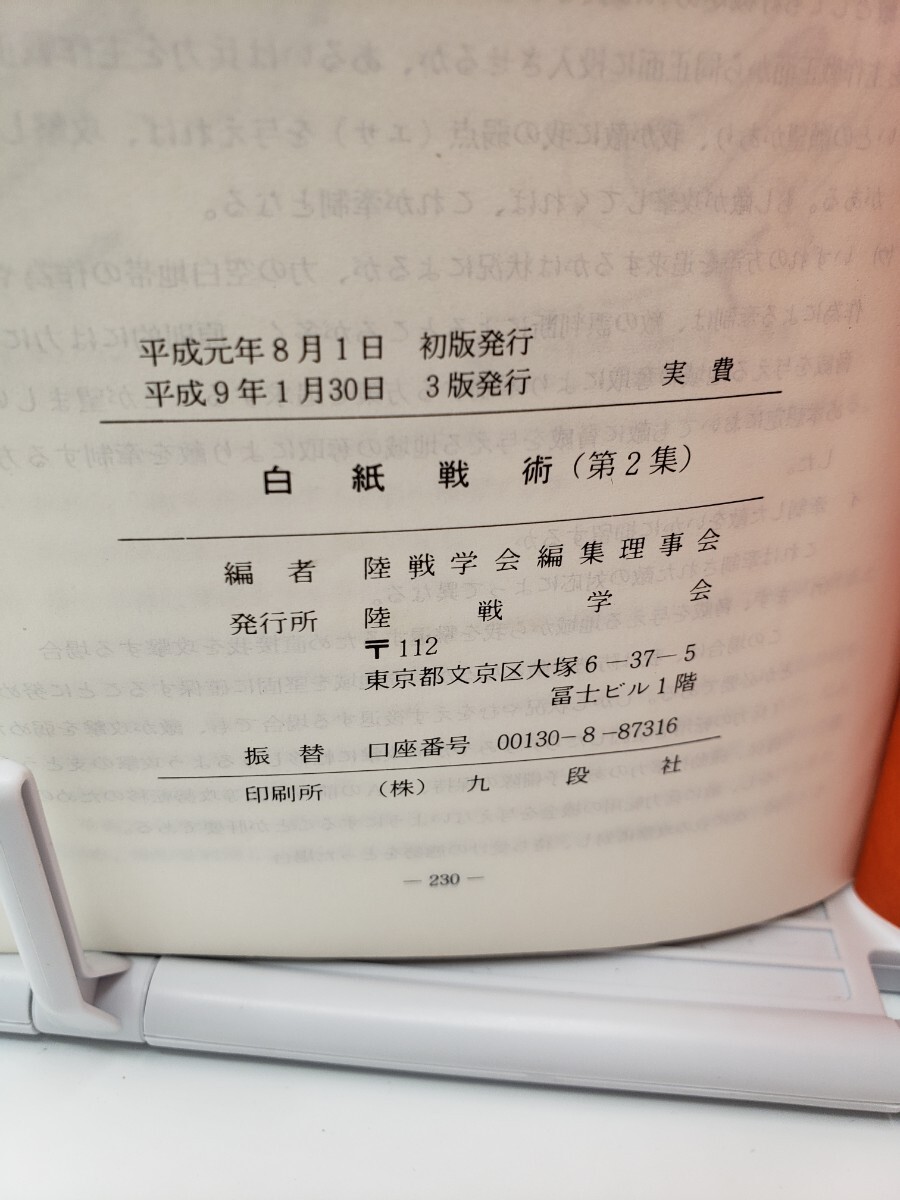 平成元年8月1日 初版発行
平成9年1月30日 3版発行 実費
白紙戦術(第2集)
編者 陸戦学会編集理事会
発行所 陸戦学会
〒112
東京都文京区大塚6-37-5
冨士ビル1階
振替 口座番号 00130-8-87316
印刷所 (株)九段社
— 230 —